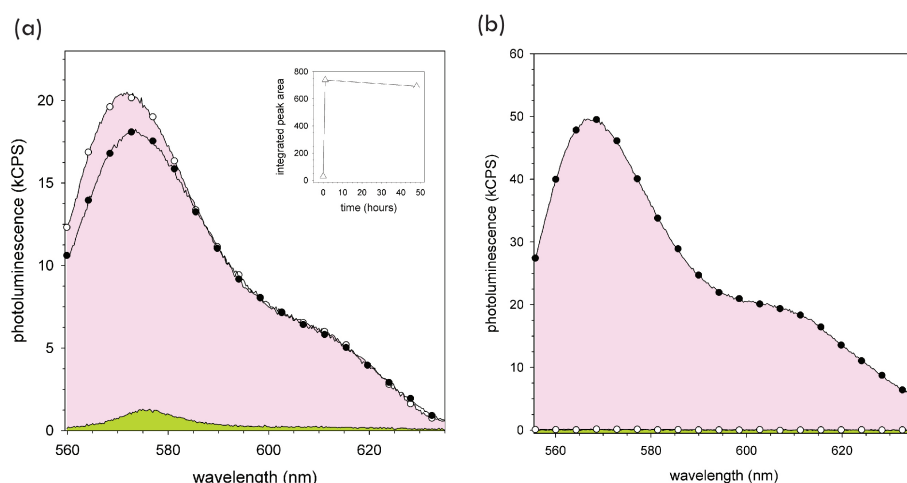 (a)
photoluminescence (kCPS)
20
15
10
5
0
560 580 600 620
wavelength (nm)
integrated peak area
800
600
400
200
0
0 10 20 30 40 50
time (hours)
(b)
photoluminescence (kCPS)
60
50
40
30
20
10
0
560 580 600 620
wavelength (nm)